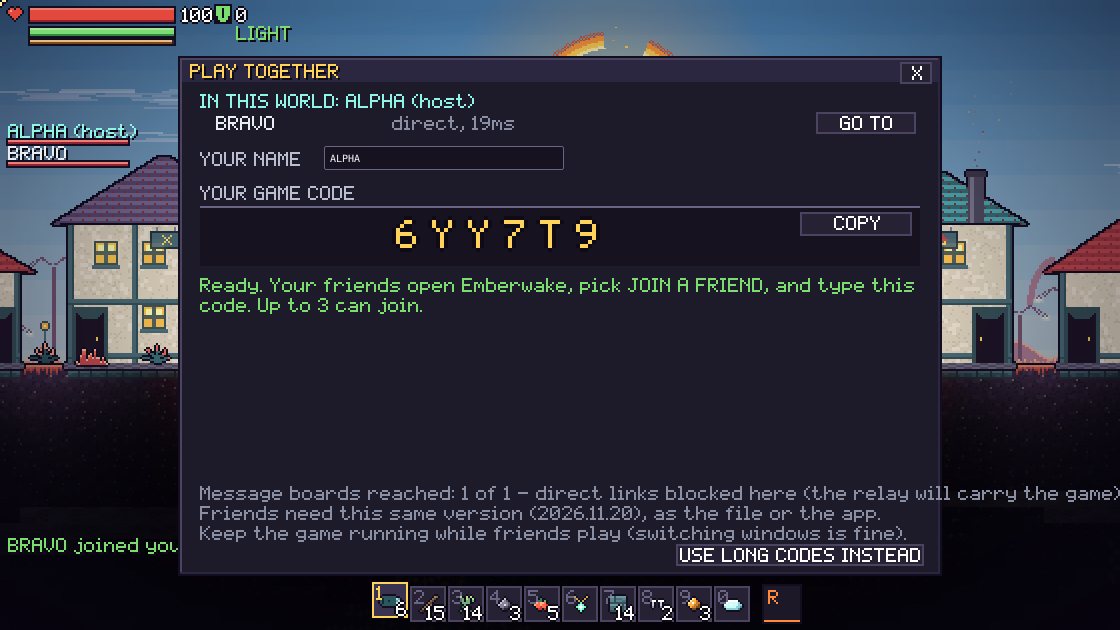 100 0
LIGHT
PLAY TOGETHER X
IN THIS WORLD: ALPHA (host)
BRAVO direct, 19ms GO TO
ALPHA (host)
BRAVO
YOUR NAME ALPHA
YOUR GAME CODE
6YY7T9 COPY
Ready. Your friends open Emberwake, pick JOIN A FRIEND, and type this
code. Up to 3 can join.
Message boards reached: 1 of 1 - direct links blocked here (the relay will carry the game)
Friends need this same version (2026.11.20), as the file or the app.
Keep the game running while friends play (switching windows is fine).
BRAVO joined you
USE LONG CODES INSTEAD
1 2 3 4 5 6 7 8 9 0 R
8 15 14 3 5 14 2 3